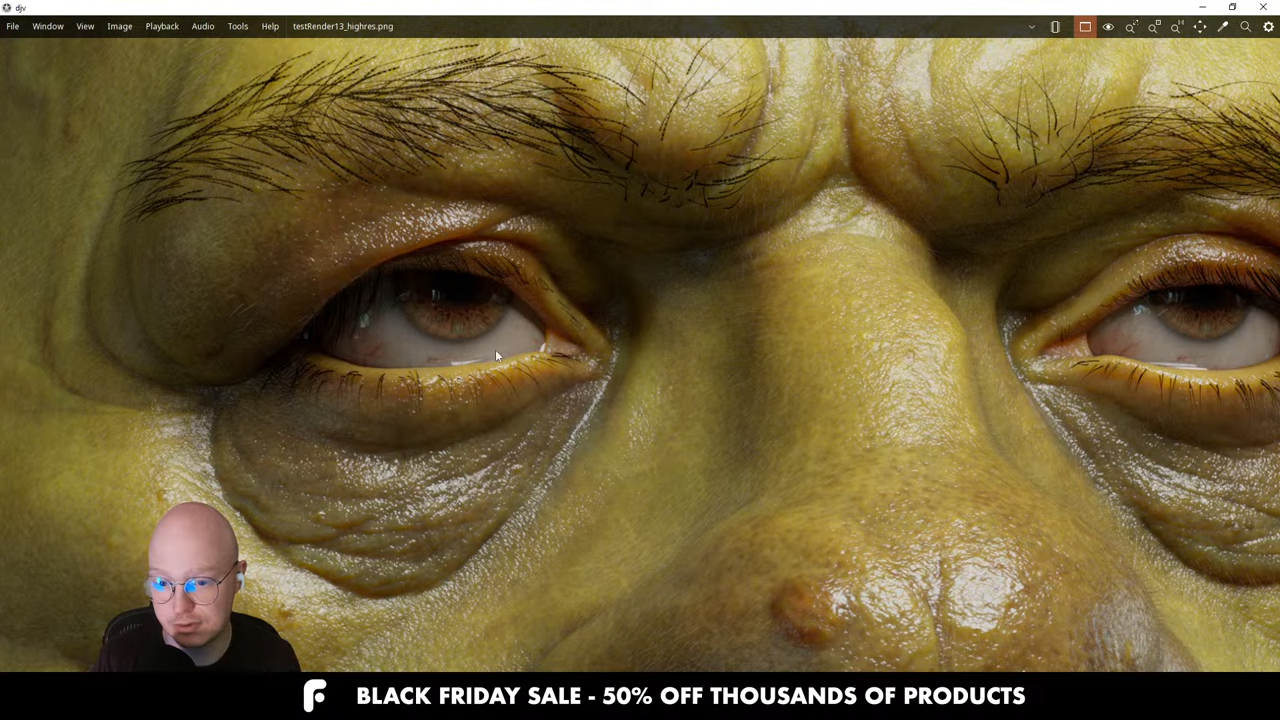 djv
File Window View Image Playback Audio Tools Help testRender13_highres.png
BLACK FRIDAY SALE - 50% OFF THOUSANDS OF PRODUCTS